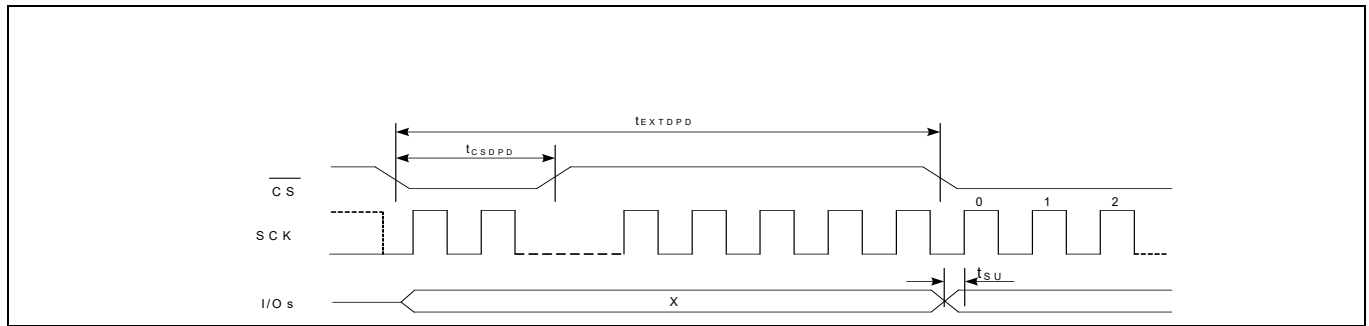 tEXTDPD
tCSDPD
CS
0 1 2
SCK
tSU
I/Os X